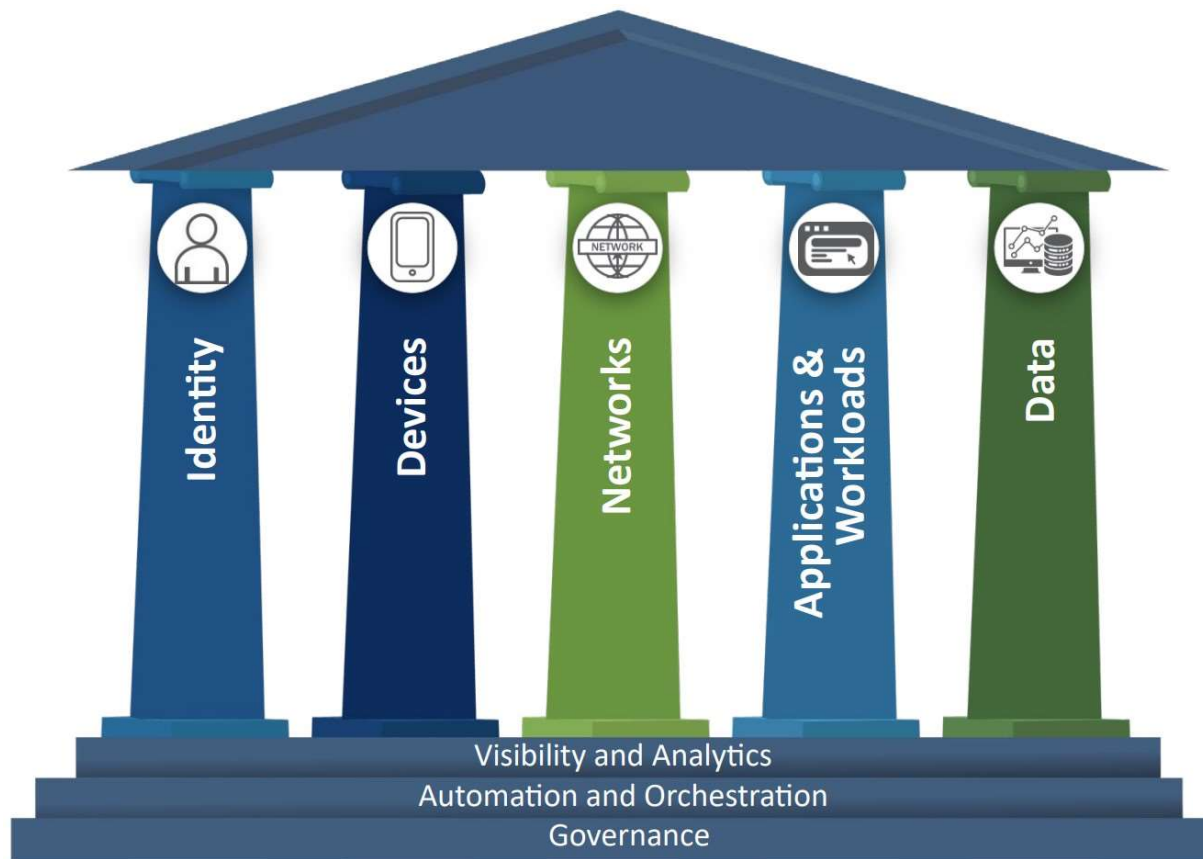 NETWORK
Identity
Devices
Networks
Applications &
Workloads
Data
Visibility and Analytics
Automation and Orchestration
Governance